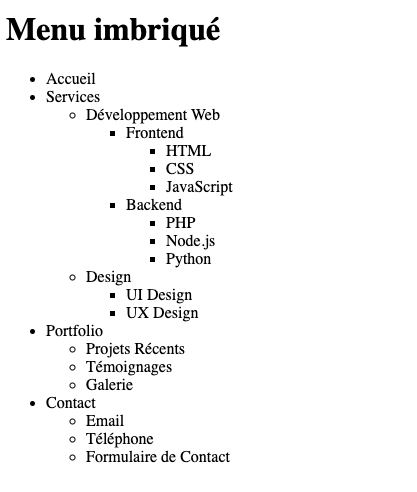 Menu imbriqué
Accueil
Services
Développement Web
Frontend
HTML
CSS
JavaScript
Backend
PHP
Node.js
Python
Design
UI Design
UX Design
Portfolio
Projets Récents
Témoignages
Galerie
Contact
Email
Téléphone
Formulaire de Contact